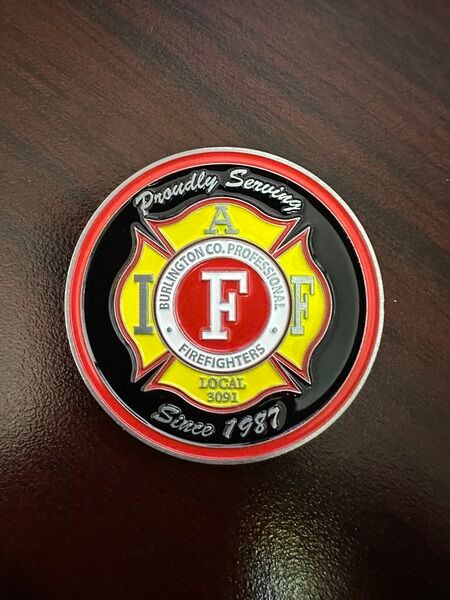 Proudly Serving
A
BURLINGTON CO. PROFESSIONAL
I F F
FIREFIGHTERS
LOCAL
3091
Since 1987